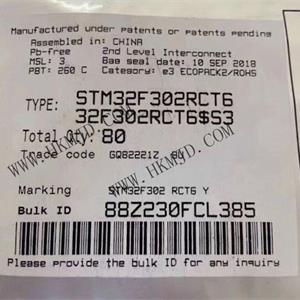 Manufactured under patents or patents pending
Assembled in: CHINA
Pb-free 2nd Level Interconnect
MSL: 3 Bag seal date: 10 SEP 2018
PBT: 260 C Category: e3 ECOPACK2/ROHS
TYPE: STM32F302RCT6
32F302RCT6$S3
Total Qty: 80
Trade code GQ82221Z
WWW.HKMJD.COM
Marking STM32F302 RCT6 Y
Bulk ID 88Z230FCL385
Please provide the bulk ID for any inquiry